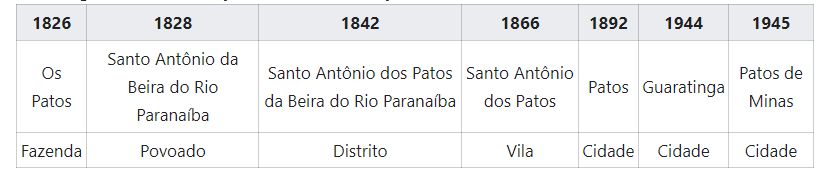 1826 1828 1842 1866 1892 1944 1945
Os Patos
Santo Antônio da Beira do Rio Paranaíba
Santo Antônio dos Patos da Beira do Rio Paranaíba
Santo Antônio dos Patos
Patos
Guaratinga
Patos de Minas
Fazenda Povoado Distrito Vila Cidade Cidade Cidade